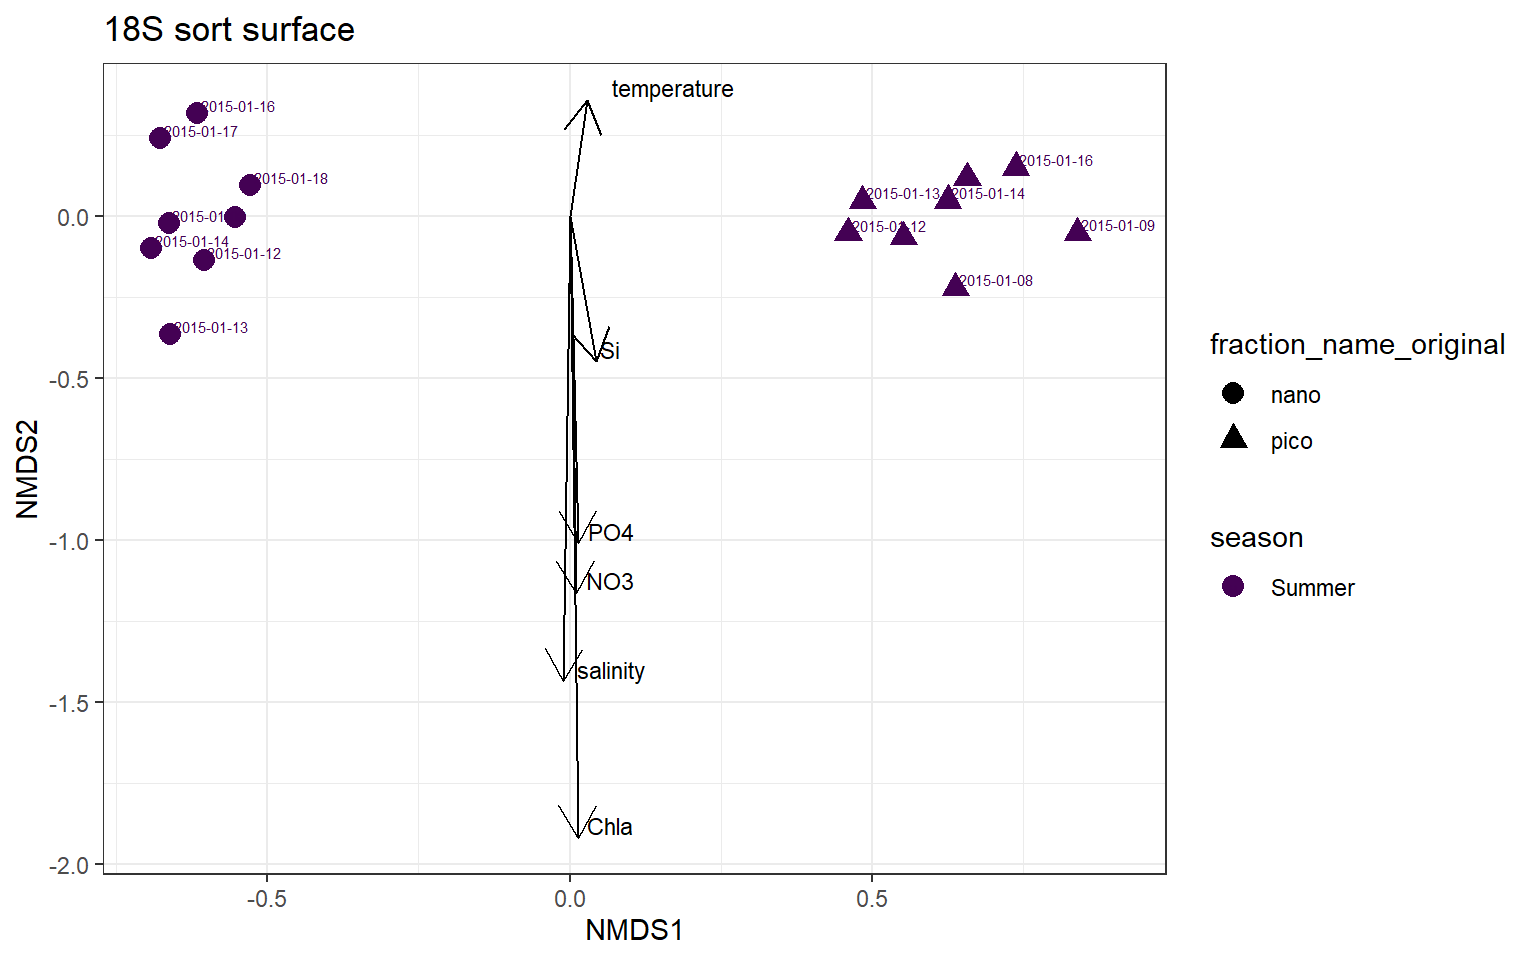 18S sort surface
temperature
2015-01-16
2015-01-17
2015-01-18
2015-01-14
2015-01-12
2015-01-13
2015-01-16
2015-01-13
2015-01-14
2015-01-09
2015-01-08
Si
PO4
NO3
salinity
Chla
0.0
-0.5
-1.0
-1.5
-2.0
NMDS2
-0.5
0.0
0.5
NMDS1
fraction_name_original
nano
pico
season
Summer